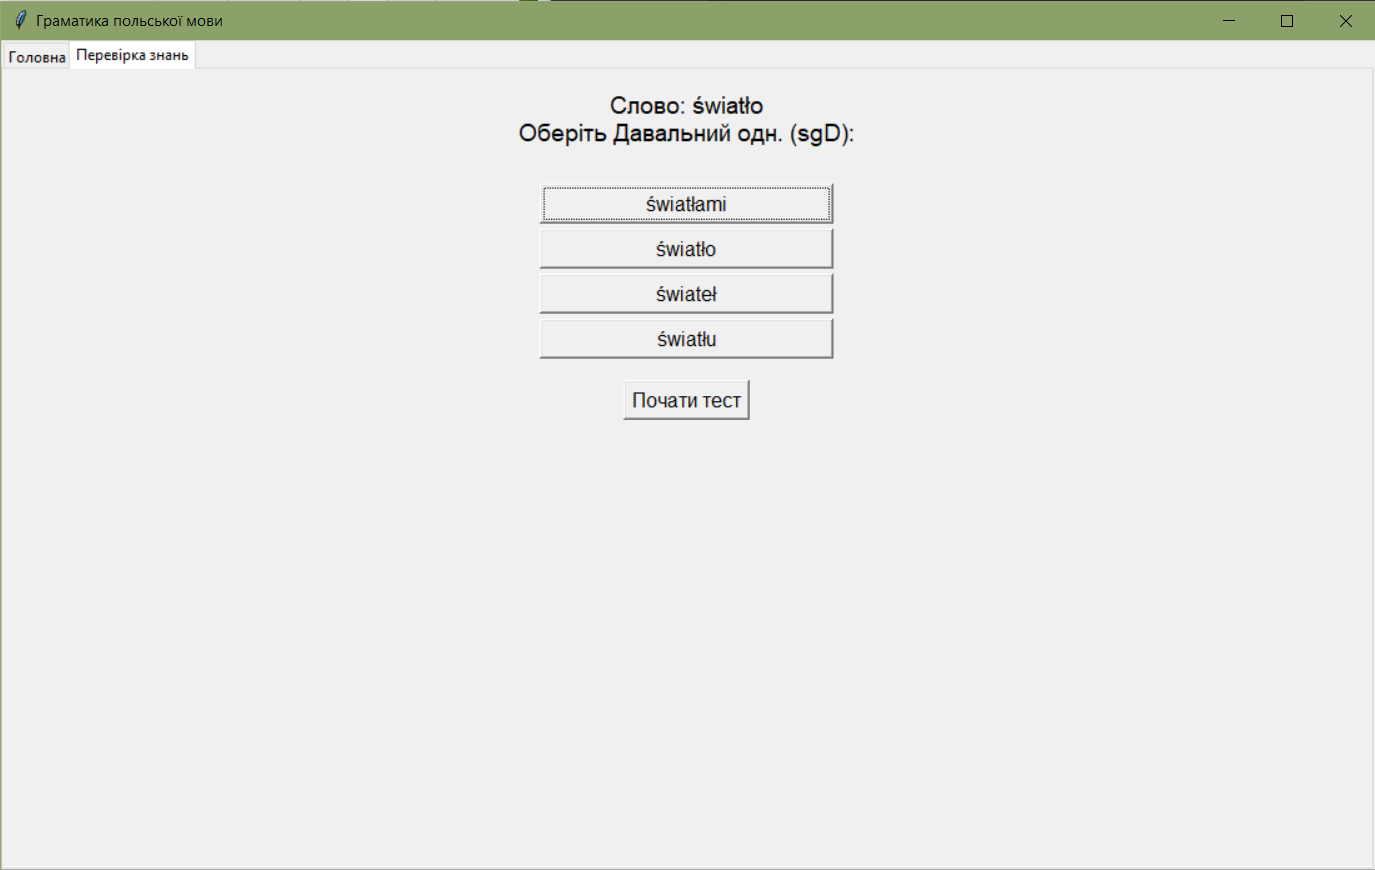 Граматика польської мови
Головна Перевірка знань
Слово: światło
Оберіть Давальний одн. (sgD):
światłami
światło
świateł
światłu
Почати тест